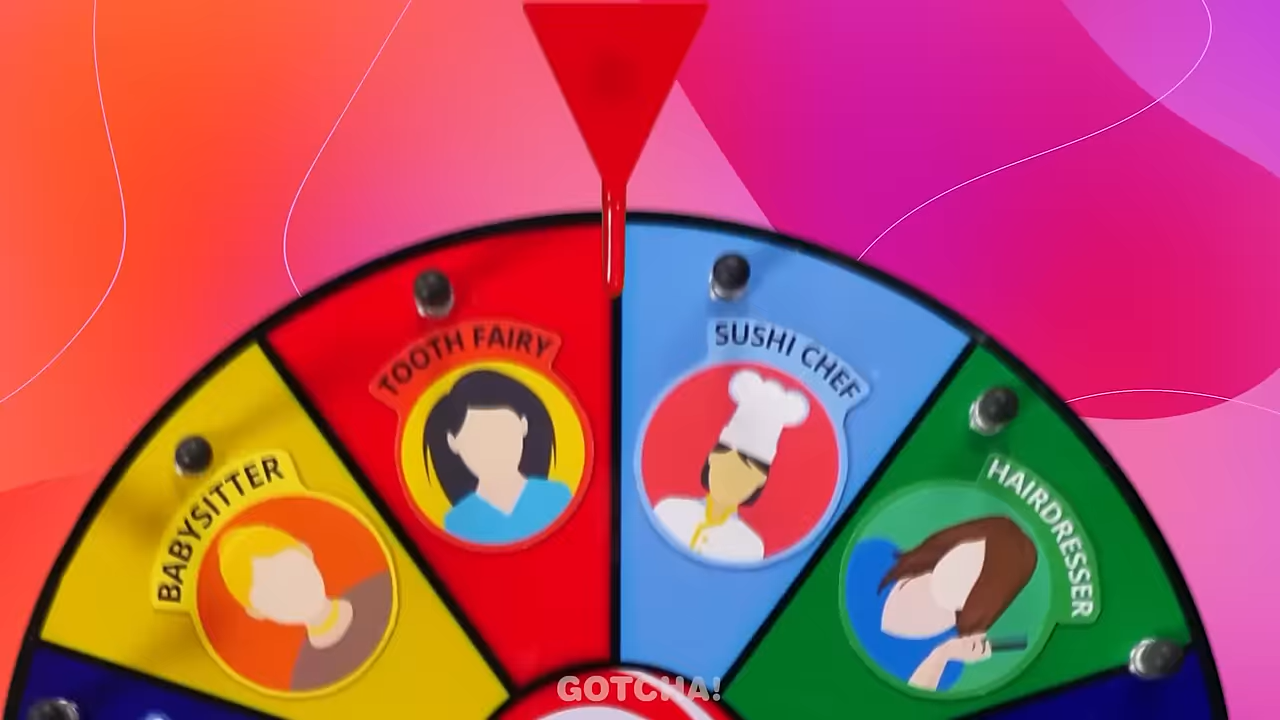 BABYSITTER
TOOTH FAIRY
SUSHI CHEF
HAIRDRESSER
GOTCHA!